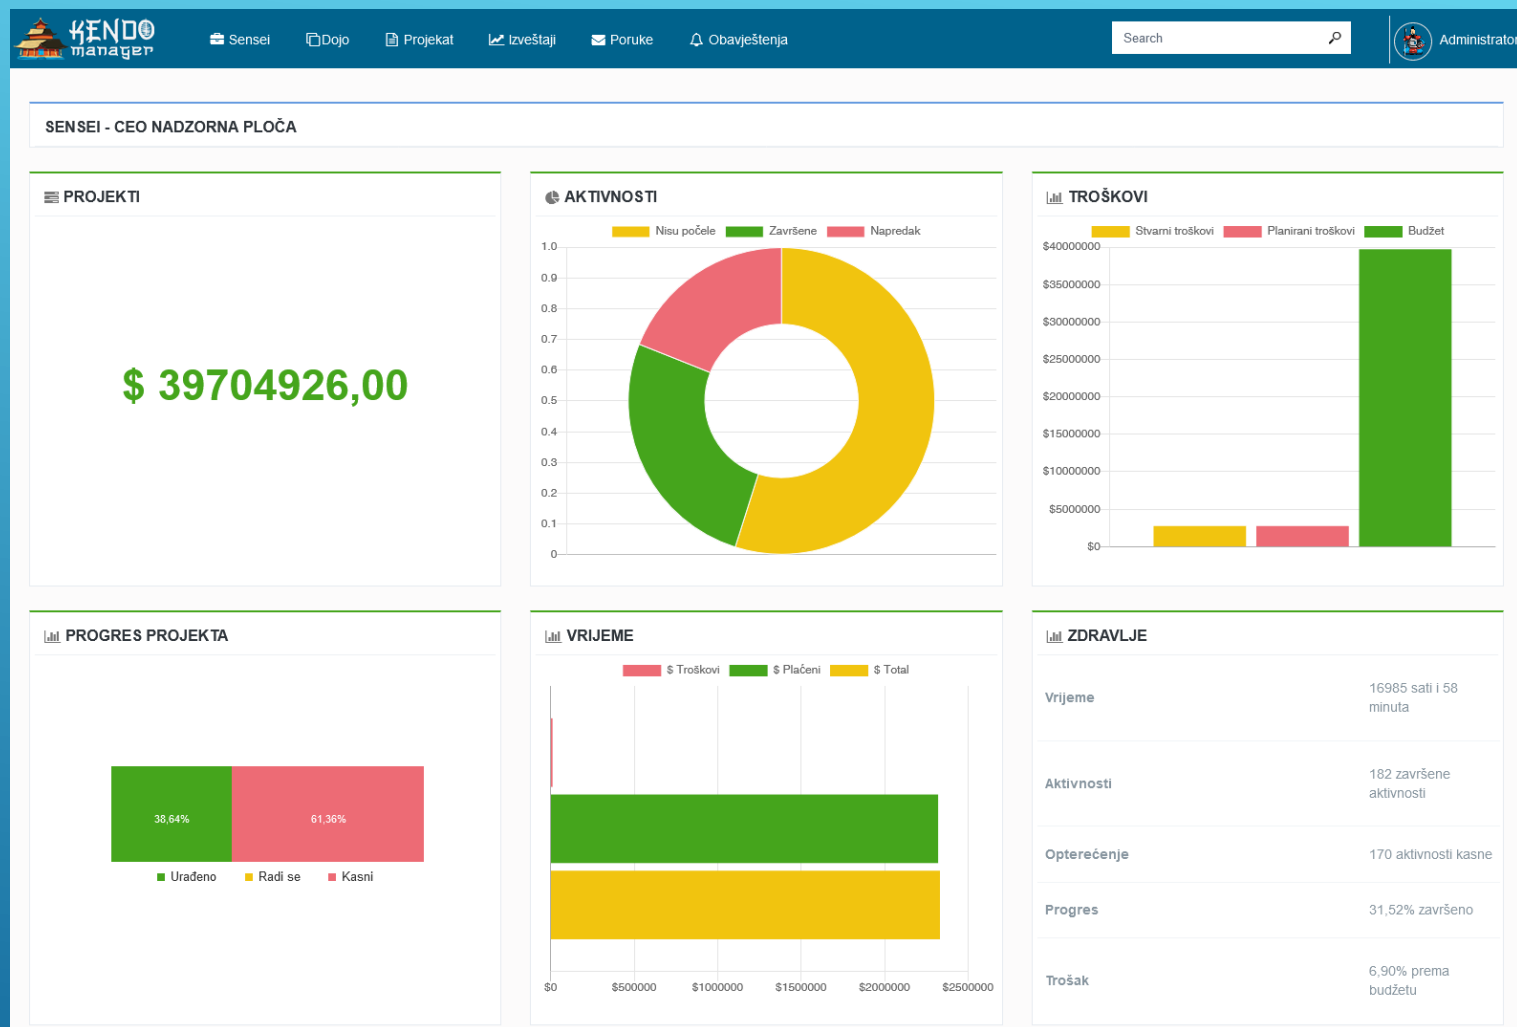 KENDO
manager
Sensei
Dojo
Projekat
Izveštaji
Poruke
Obavještenja
Search
Administrator
SENSEI - CEO NADZORNA PLOČA
PROJEKTI
$ 39704926,00
AKTIVNOSTI
Nisu počele
Završene
Napredak
1.0
0.9
0.8
0.7
0.6
0.5
0.4
0.3
0.2
0.1
0
TROŠKOVI
Stvarni troškovi
Planirani troškovi
Budžet
$40000000
$35000000
$30000000
$25000000
$20000000
$15000000
$10000000
$5000000
$0
PROGRES PROJEKTA
38,64%
61,36%
Urađeno
Radi se
Kasni
VRIJEME
$ Troškovi
$ Plačeni
$ Total
$0
$500000
$1000000
$1500000
$2000000
$2500000
ZDRAVLJE
Vrijeme
16985 sati i 58
minuta
Aktivnosti
182 završene
aktivnosti
Opterećenje
170 aktivnosti kasne
Progres
31,52% završeno
Trošak
6,90% prema
budžetu